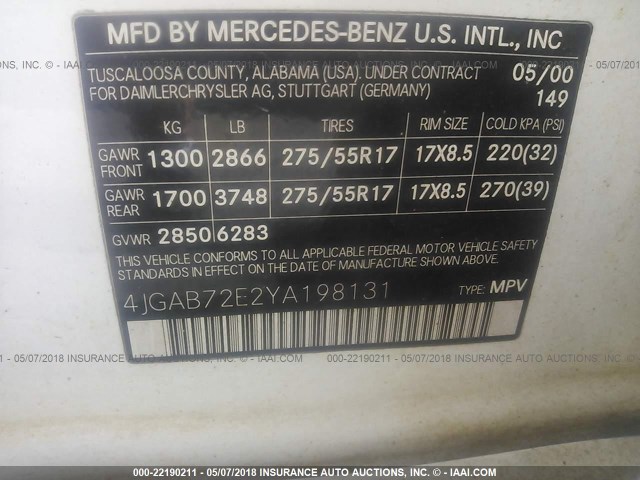 MFD BY MERCEDES-BENZ U.S. INTL., INC
TUSCALOOSA COUNTY, ALABAMA (USA). UNDER CONTRACT 05/00
FOR DAIMLERCHRYSLER AG, STUTTGART (GERMANY) 149
KG LB TIRES RIM SIZE COLD KPA (PSI)
GAWR FRONT 1300 2866 275/55R17 17X8.5 220(32)
GAWR REAR 1700 3748 275/55R17 17X8.5 270(39)
GVWR 2850 6283
THIS VEHICLE CONFORMS TO ALL APPLICABLE FEDERAL MOTOR VEHICLE SAFETY
STANDARDS IN EFFECT ON THE DATE OF MANUFACTURE SHOWN ABOVE.
4JGAB72E2YA198131 TYPE: MPV
000-22190211 - 05/07/2018 INSURANCE AUTO AUCTIONS, INC. - © IAAI.COM